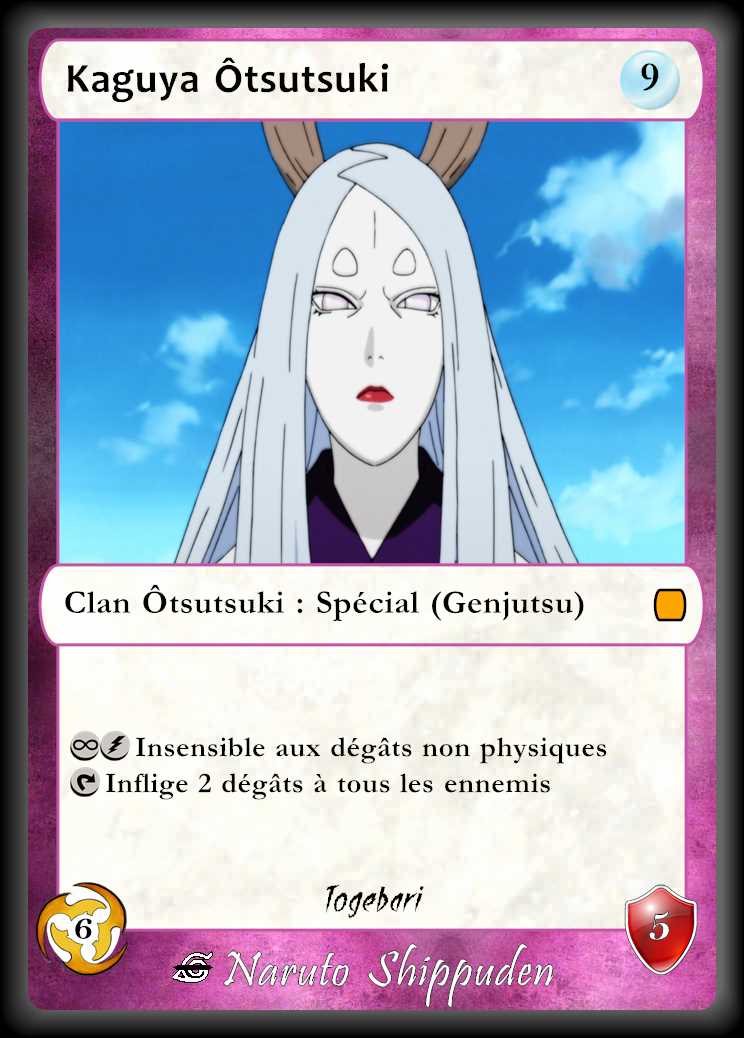 Kaguya Ôtsutsuki 9
Clan Ôtsutsuki : Spécial (Genjutsu)
Insensible aux dégâts non physiques
Inflige 2 dégâts à tous les ennemis
Togebari
6 5
Naruto Shippuden